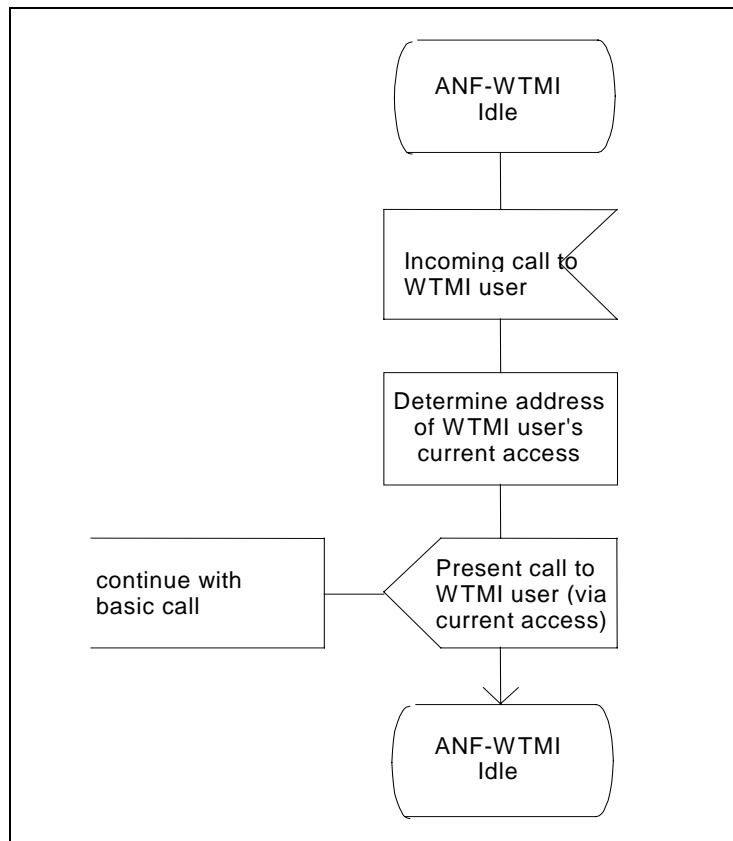 ANF-WTMI
Idle
Incoming call to
WTMI user
Determine address
of WTMI user's
current access
continue with
basic call
Present call to
WTMI user (via
current access)
ANF-WTMI
Idle